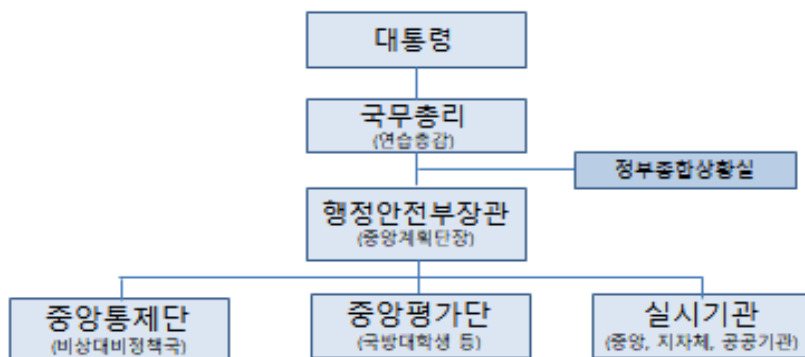 대통령
국무총리
(연습총감)
정부종합상황실
행정안전부장관
(중앙계획단장)
중앙통제단
(비상대비정책국)
중앙평가단
(국방대학생 등)
실시기관
(중앙, 지자체, 공공기관)